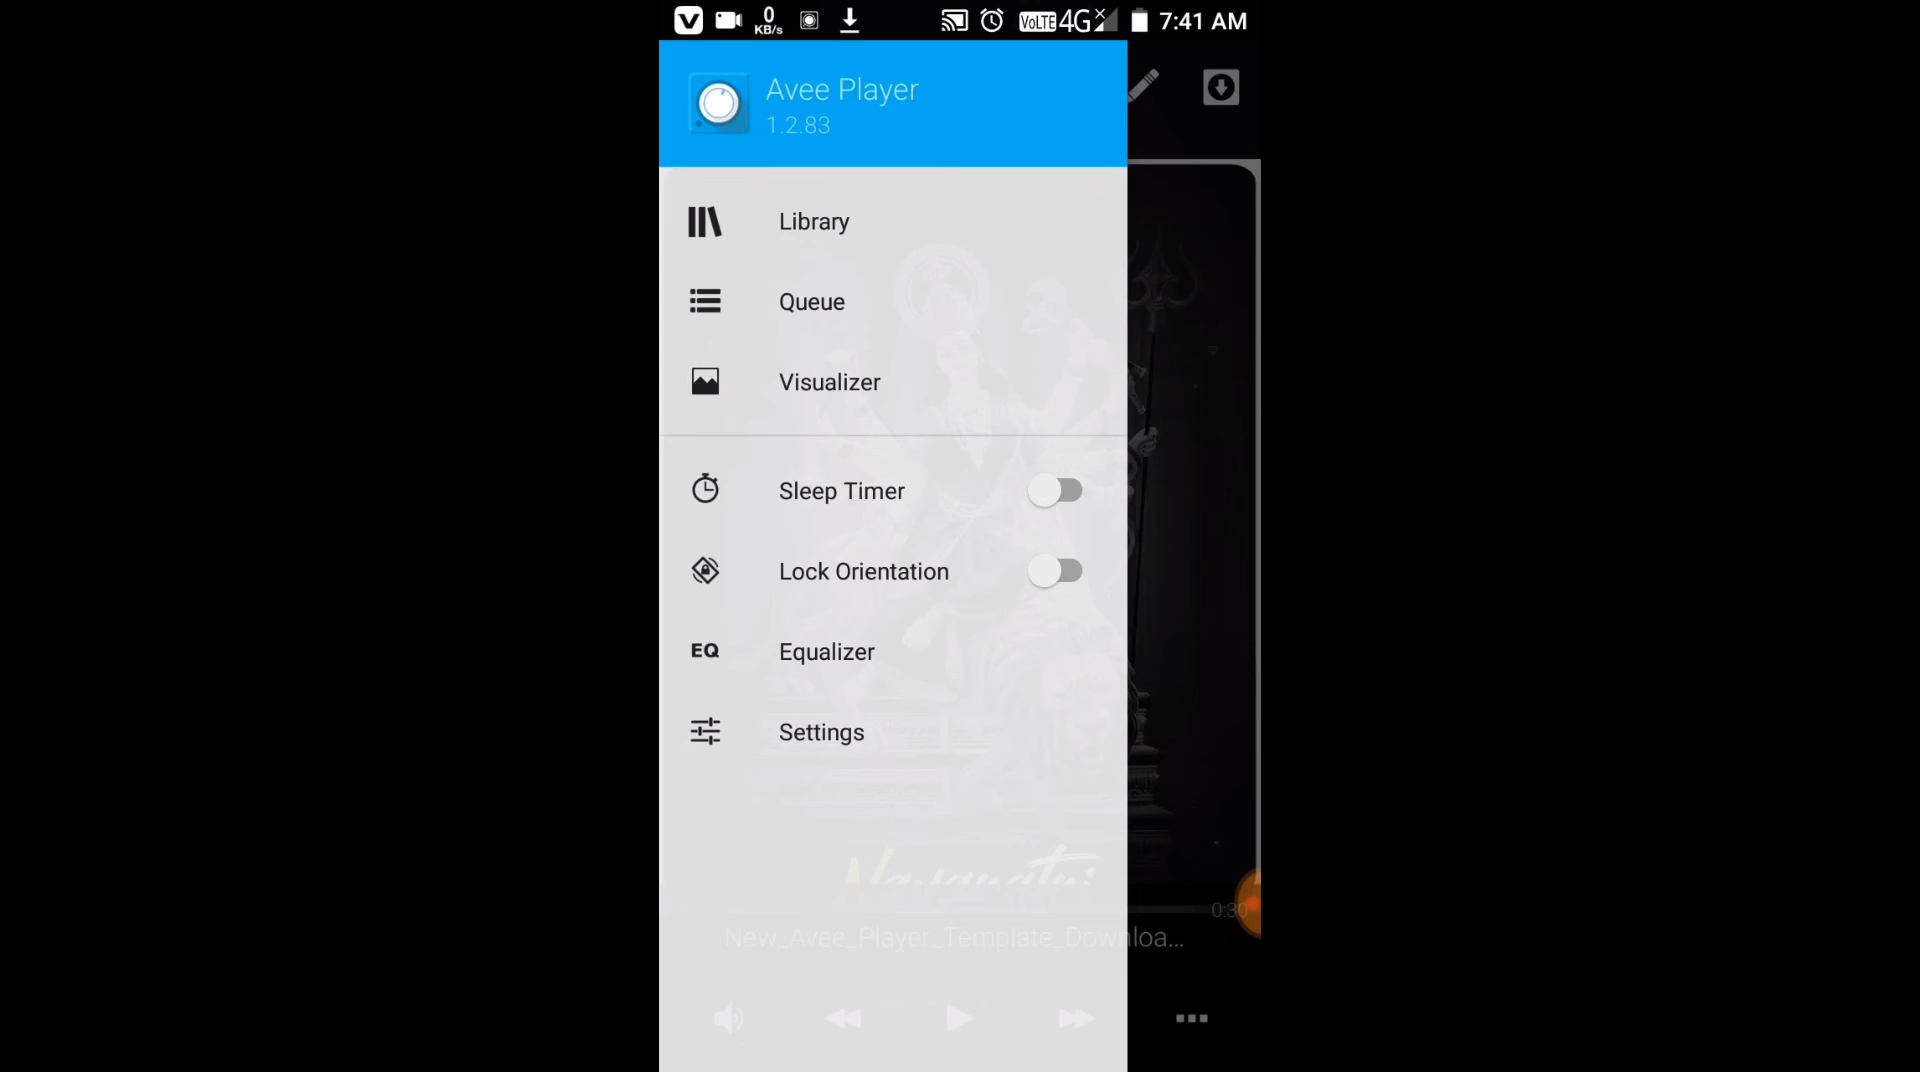 0 KB/s VoLTE 4G 7:41 AM
Avee Player
1.2.83
Library
Queue
Visualizer
Sleep Timer
Lock Orientation
EQ Equalizer
Settings
Navaratri
0:30
New_Avee_Player_Template_Downloa...